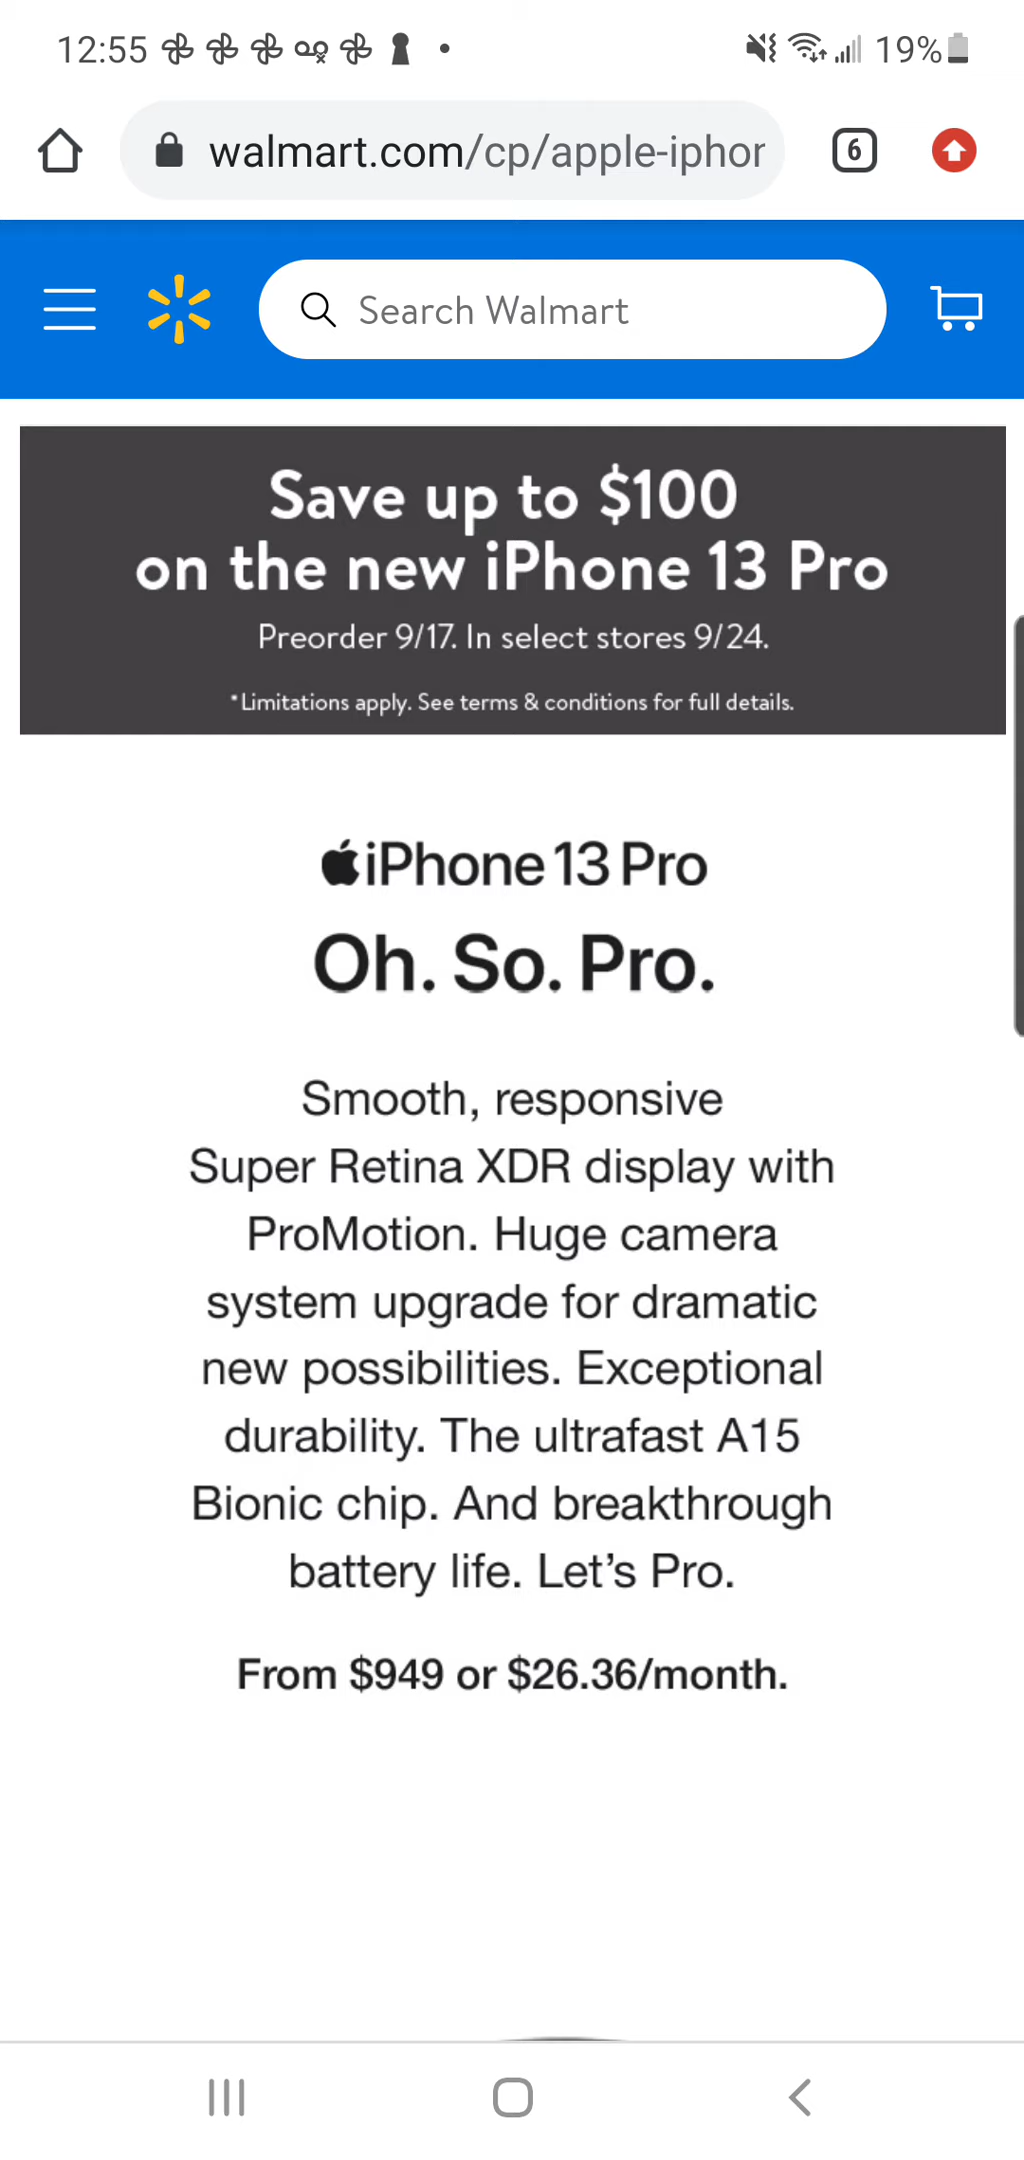 12:55
19%
walmart.com/cp/apple-iphor
6
Search Walmart
Save up to $100
on the new iPhone 13 Pro
Preorder 9/17. In select stores 9/24.
*Limitations apply. See terms & conditions for full details.
iPhone 13 Pro
Oh. So. Pro.
Smooth, responsive
Super Retina XDR display with
ProMotion. Huge camera
system upgrade for dramatic
new possibilities. Exceptional
durability. The ultrafast A15
Bionic chip. And breakthrough
battery life. Let’s Pro.
From $949 or $26.36/month.